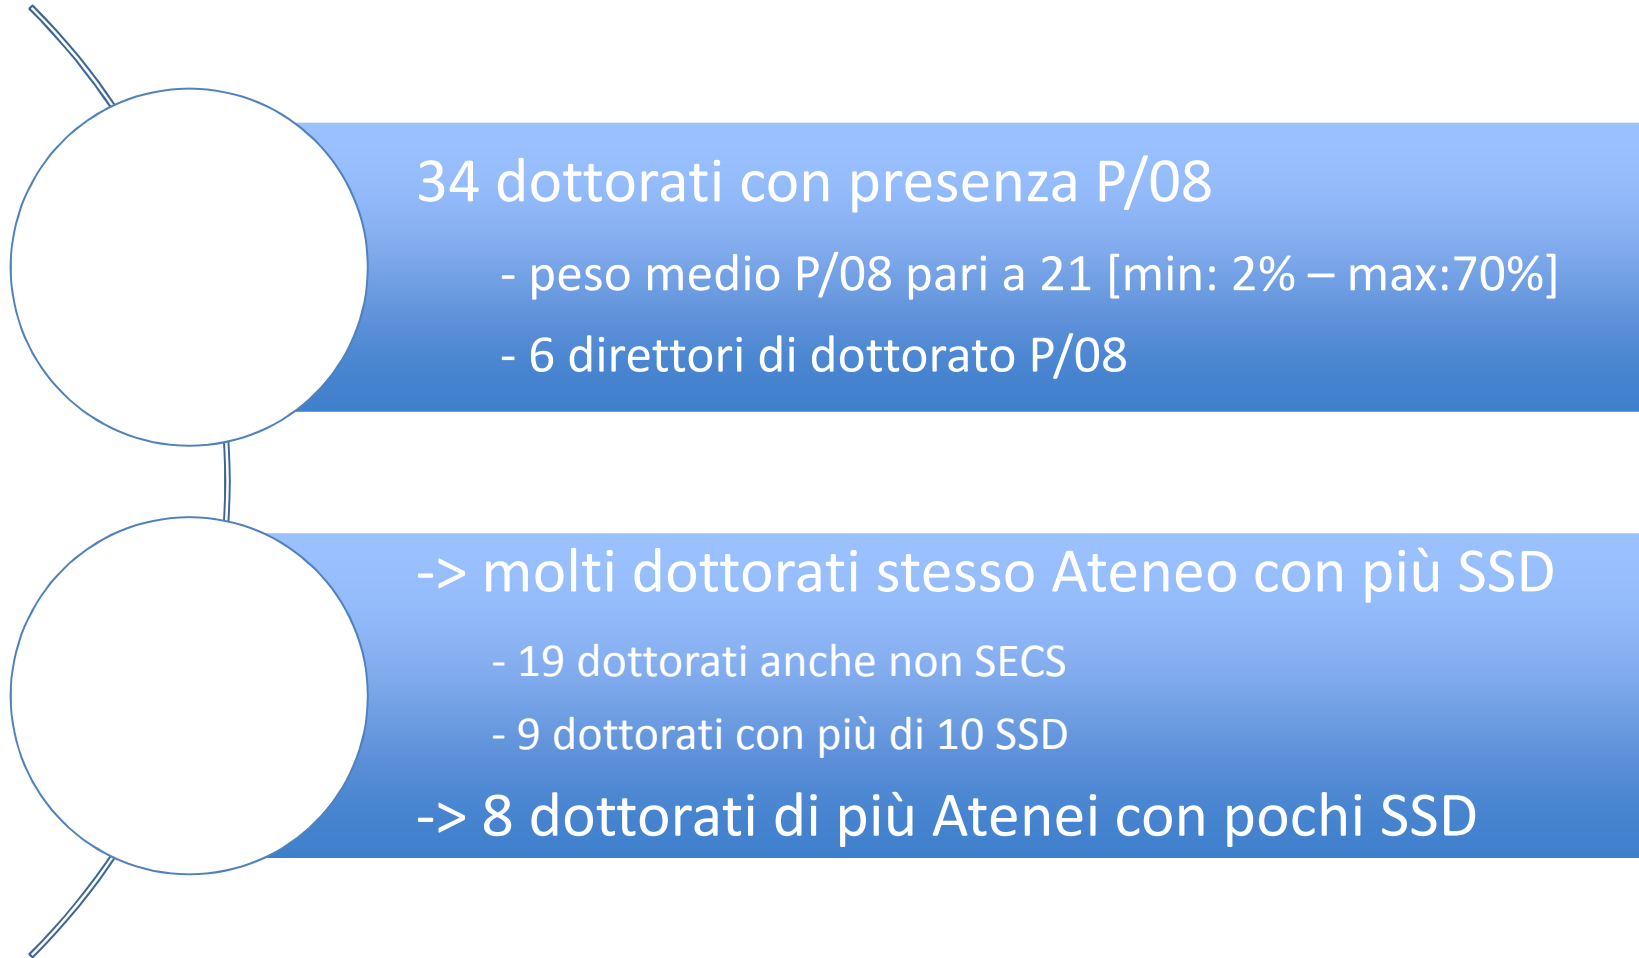 34 dottorati con presenza P/08
- peso medio P/08 pari a 21 [min: 2% – max:70%]
- 6 direttori di dottorato P/08
-> molti dottorati stesso Ateneo con più SSD
- 19 dottorati anche non SECS
- 9 dottorati con più di 10 SSD
-> 8 dottorati di più Atenei con pochi SSD